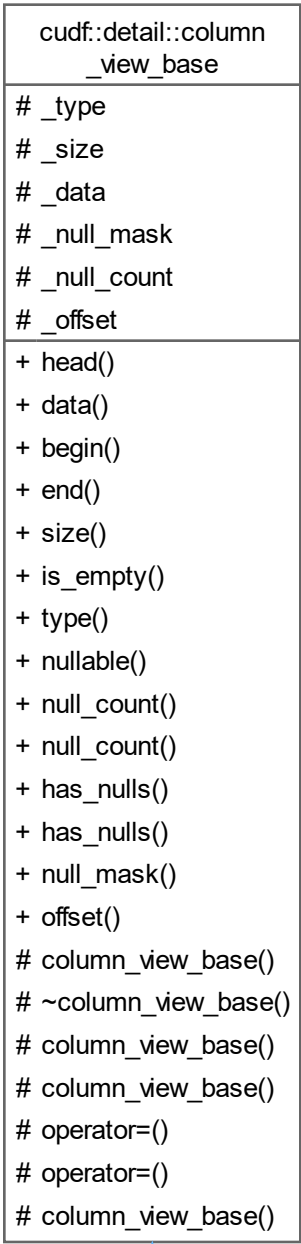 cudf::detail::column
_view_base
# _type
# _size
# _data
# _null_mask
# _null_count
# _offset
+ head()
+ data()
+ begin()
+ end()
+ size()
+ is_empty()
+ type()
+ nullable()
+ null_count()
+ null_count()
+ has_nulls()
+ has_nulls()
+ null_mask()
+ offset()
# column_view_base()
# ~column_view_base()
# column_view_base()
# column_view_base()
# operator=()
# operator=()
# column_view_base()